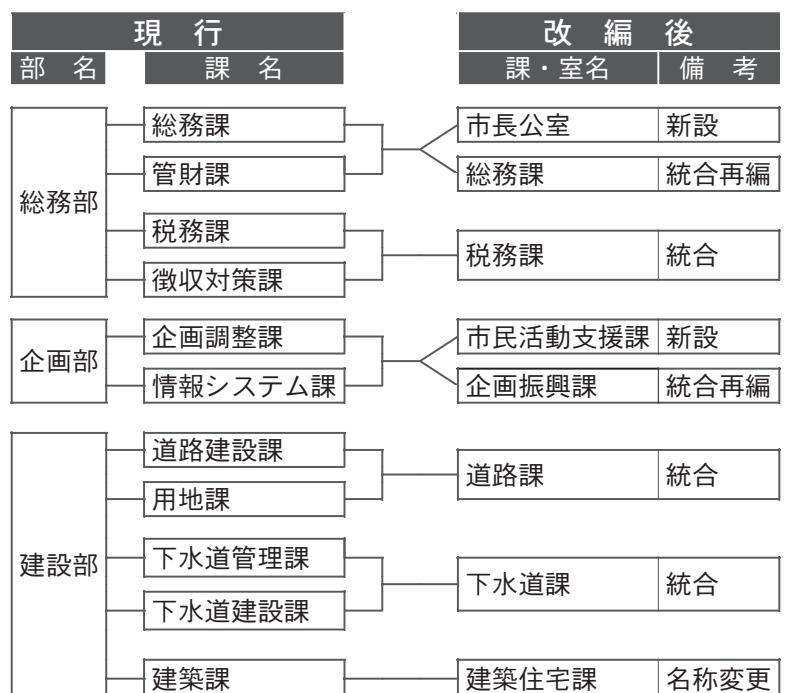 現 行
改 編 後
部 名
課 名
課・室名
備 考
総務部
総務課
市長公室
新設
管財課
総務課
統合再編
税務課
税務課
統合
徴収対策課
企画部
企画調整課
市民活動支援課
新設
情報システム課
企画振興課
統合再編
建設部
道路建設課
道路課
統合
用地課
下水道管理課
下水道課
統合
下水道建設課
建築課
建築住宅課
名称変更